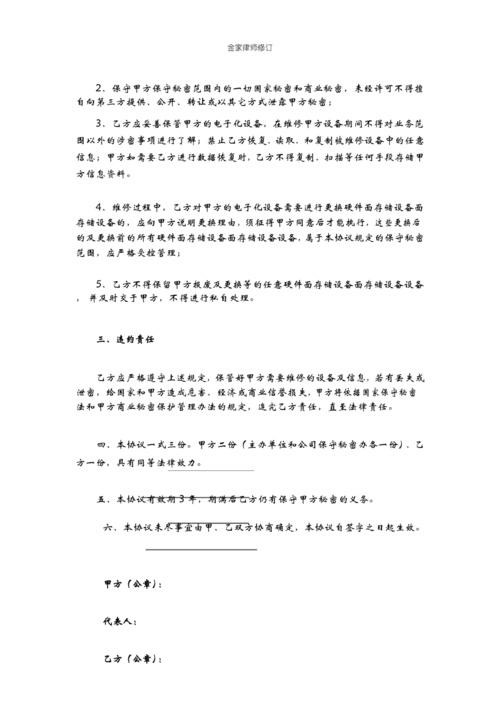 金家律师修订
2、保守甲方保守秘密范围内的一切国家秘密和商业秘密，未经许可不得擅
自向第三方提供、公开、转让或以其它方式泄露甲方秘密；
3、乙方应妥善保管甲方的电子化设备，在维修甲方设备期间不得对业务范
围以外的涉密事项进行了解；禁止乙方恢复、读取、和复制被维修设备中的任意
信息；甲方如需要乙方进行数据恢复时，乙方不得复制、扫描等任何手段存储甲
方信息资料。
4、维修过程中，乙方对甲方的电子化设备需要进行更换硬件面存储设备面
存储设备的，应向甲方说明更换理由，须征得甲方同意后才能执行，这些更换后
的及更换前的所有硬件面存储设备面存储设备设备，属于本协议规定的保守秘密
范围，应严格受控管理；
5、乙方不得保留甲方报废及更换等的任意硬件面存储设备面存储设备设备
，并及时交于甲方，不得进行私自处理。
三、违约责任
乙方应严格遵守上述规定，保管好甲方需要维修的设备及信息，若有丢失或
泄密，给国家和甲方造成危害、经济或商业信誉损失，甲方将依据国家保守秘密
法和甲方商业秘密保护管理办法的规定，追究乙方责任，直至法律责任。
四、本协议一式三份。甲方二份（主办单位和公司保守秘密办各一份）、乙
方一份，具有同等法律效力。
五、本协议有效期 3 年，期满后乙方仍有保守甲方秘密的义务。
六、本协议未尽事宜由甲、乙双方协商确定，本协议自签字之日起生效。
甲方（公章）：
代表人：
乙方（公章）：